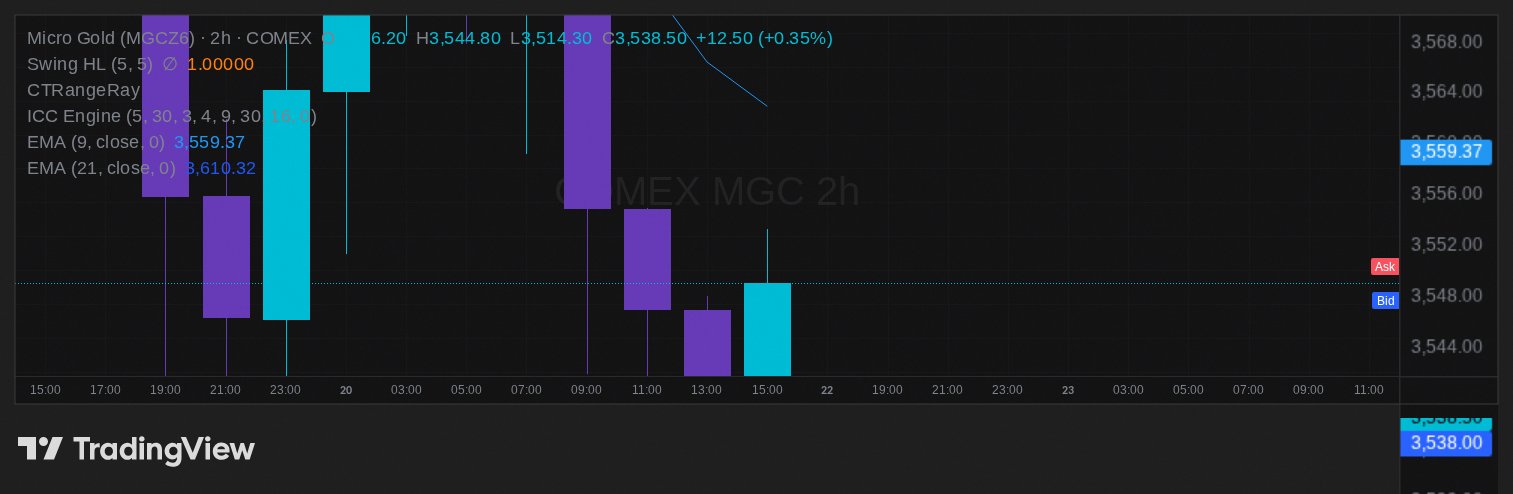 Micro Gold (MGCZ6) · 2h · COMEX O 6.20 H3,544.80 L3,514.30 C3,538.50 +12.50 (+0.35%)
Swing HL (5, 5) ∅ 1.00000
CTRangeRay
ICC Engine (5, 30, 3, 4, 9, 30, 16, 0)
EMA (9, close, 0) 3,559.37
EMA (21, close, 0) 3,610.32
COMEX MGC 2h
3,568.00
3,564.00
3,559.37
3,556.00
3,552.00
Ask
3,548.00
Bid
3,544.00
15:00 17:00 19:00 21:00 23:00 20 03:00 05:00 07:00 09:00 11:00 13:00 15:00 22 19:00 21:00 23:00 23 03:00 05:00 07:00 09:00 11:00
TradingView
3,538.00